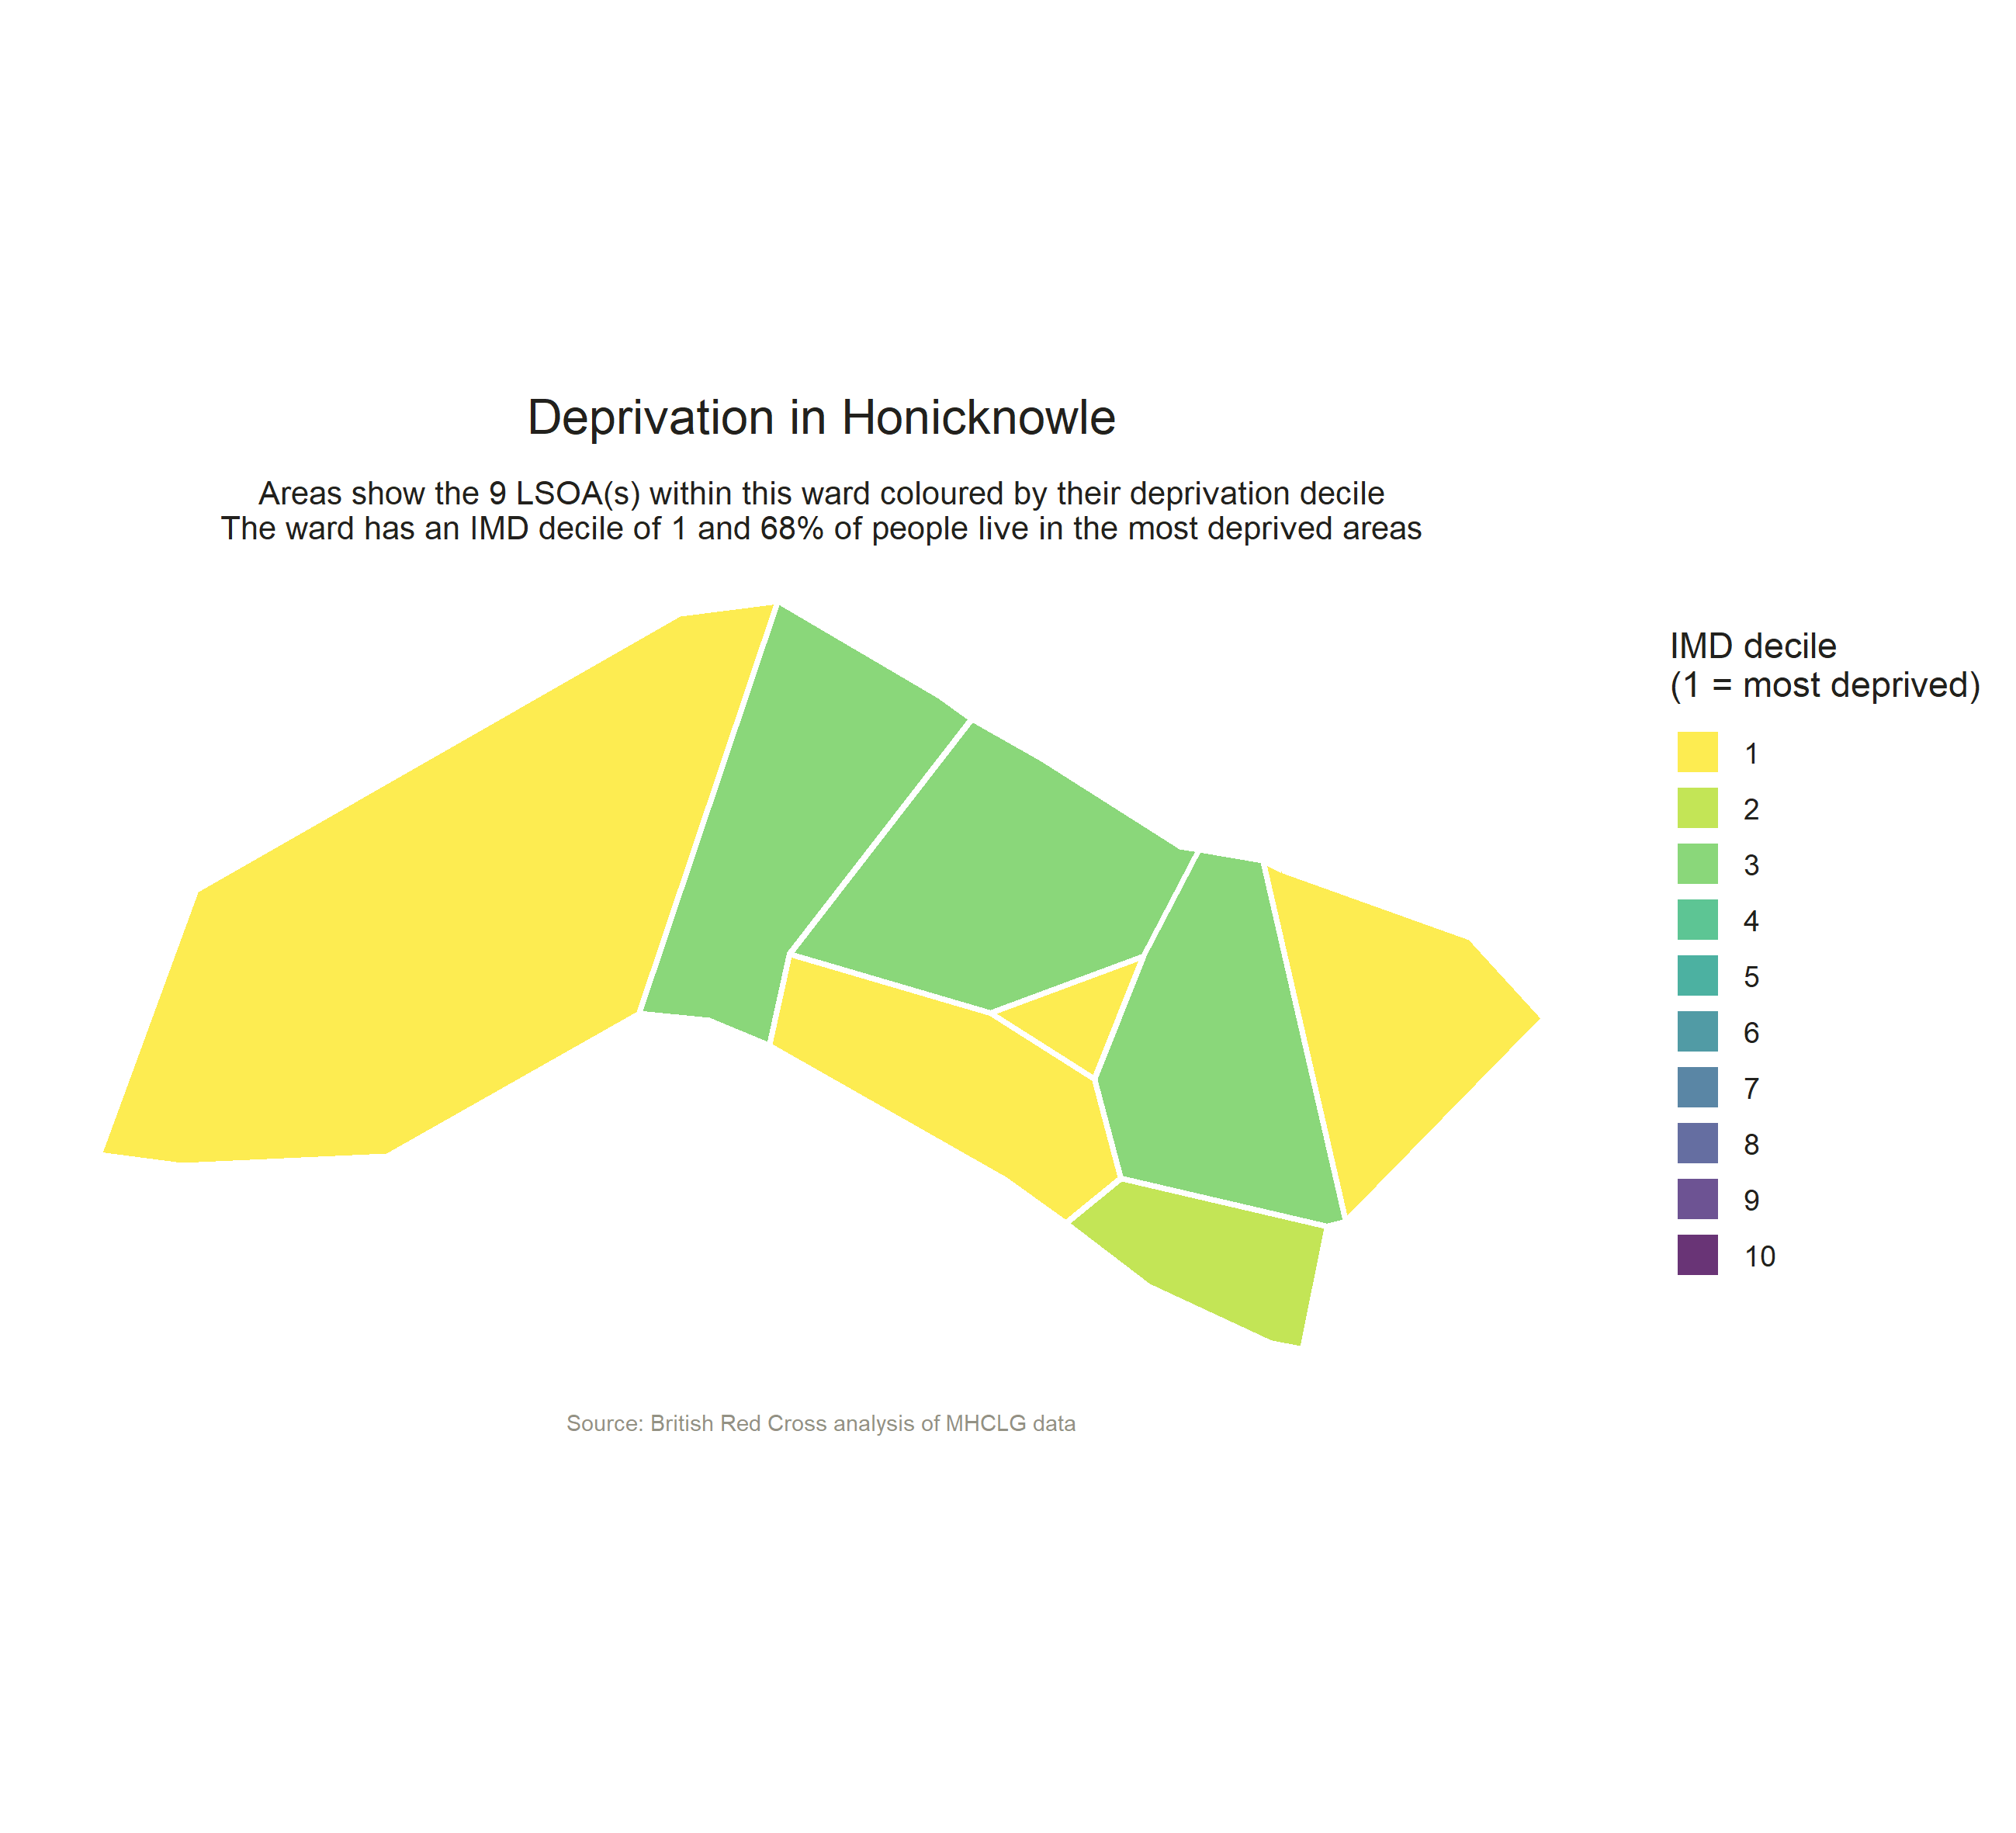 Deprivation in Honicknowle
Areas show the 9 LSOA(s) within this ward coloured by their deprivation decile
The ward has an IMD decile of 1 and 68% of people live in the most deprived areas
IMD decile
(1 = most deprived)
1
2
3
4
5
6
7
8
9
10
Source: British Red Cross analysis of MHCLG data